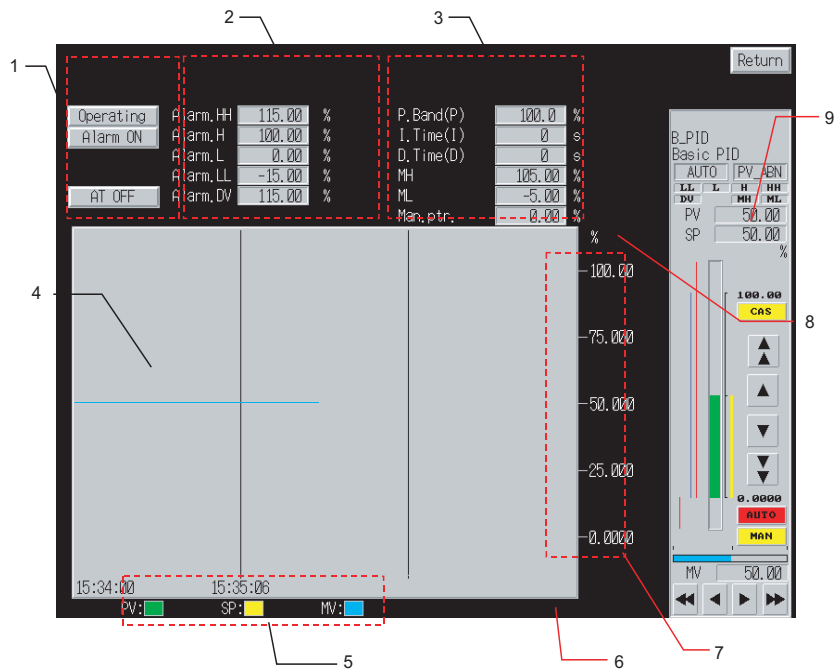 2
3
1
Return
Operating
Alarm ON
AT OFF
Alarm.HH 115.00 %
Alarm.H 100.00 %
Alarm.L 0.00 %
Alarm.LL -15.00 %
Alarm.DV 115.00 %
P.Band(P) 100.0 %
I.Time(I) 0 s
D.Time(D) 0 s
MH 105.00 %
ML -5.00 %
Man.ptr. 0.00 %
9
B_PID
Basic PID
AUTO PV_ABN
LL L H HH
DV MH ML
PV 50.00
SP 50.00
%
%
100.00
75.000
50.000
25.000
0.0000
4
8
100.00
CAS
0.0000
AUTO
MAN
MV 50.00
15:34:00 15:35:06
PV: SP: MV:
5
6
7